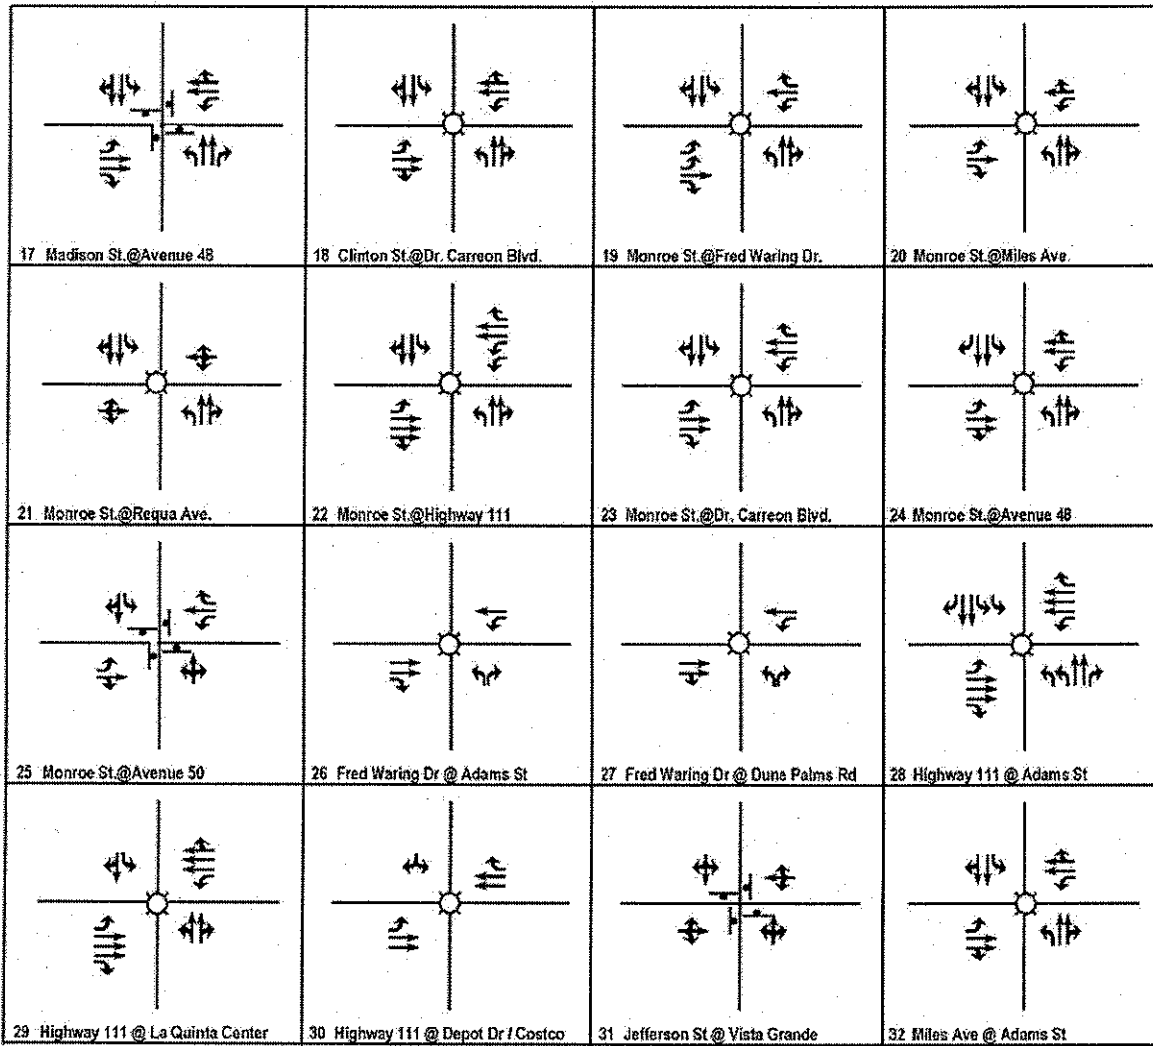 17 Madison St.@Avenue 48
18 Clinton St.@Dr. Carreon Blvd.
19 Monroe St.@Fred Waring Dr.
20 Monroe St.@Miles Ave.
21 Monroe St.@Requa Ave.
22 Monroe St.@Highway 111
23 Monroe St.@Dr. Carreon Blvd.
24 Monroe St.@Avenue 48
25 Monroe St.@Avenue 50
26 Fred Waring Dr @ Adams St
27 Fred Waring Dr @ Dune Palms Rd
28 Highway 111 @ Adams St
29 Highway 111 @ La Quinta Center
30 Highway 111 @ Depot Dr / Costco
31 Jefferson St @ Vista Grande
32 Miles Ave @ Adams St